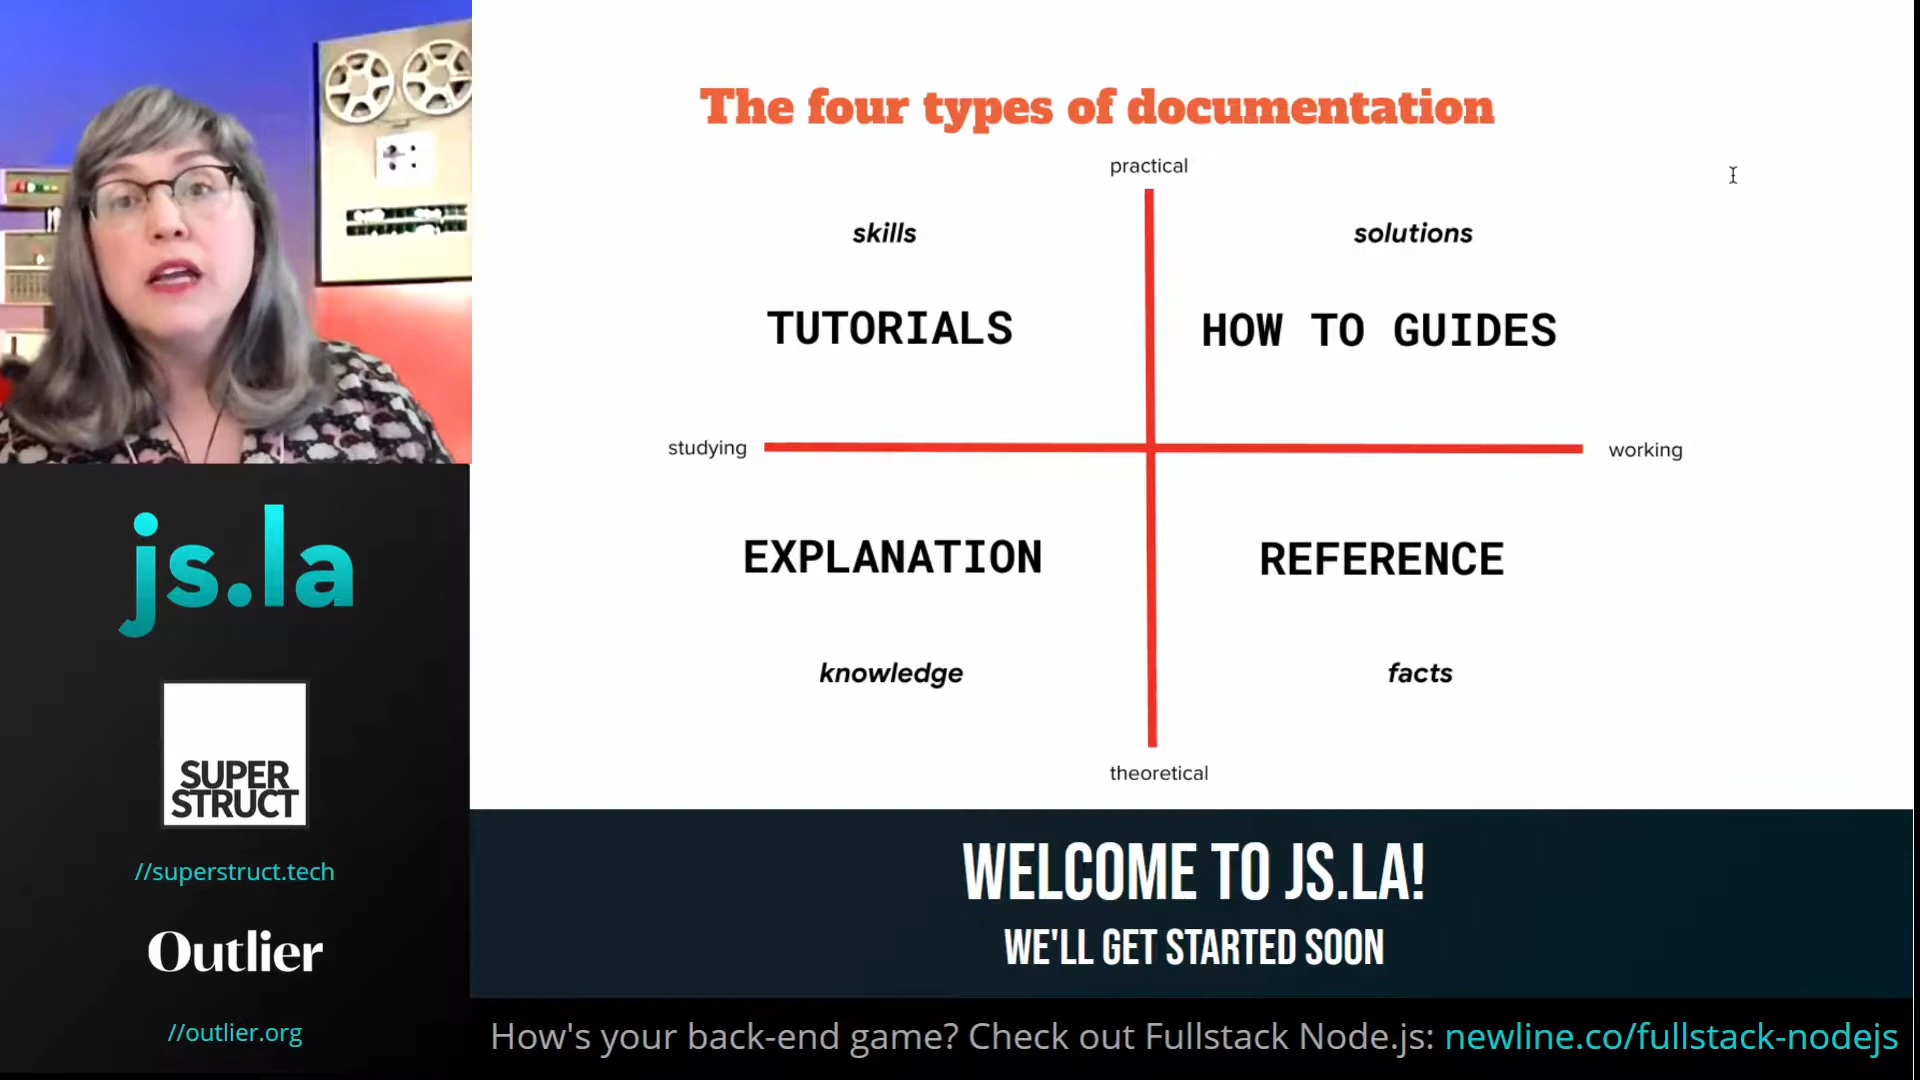 The four types of documentation
practical
skills
solutions
TUTORIALS
HOW TO GUIDES
studying
working
EXPLANATION
REFERENCE
knowledge
facts
theoretical
js.la
SUPER
STRUCT
//superstruct.tech
Outlier
//outlier.org
WELCOME TO JS.LA!
WE'LL GET STARTED SOON
How's your back-end game? Check out Fullstack Node.js: newline.co/fullstack-nodejs